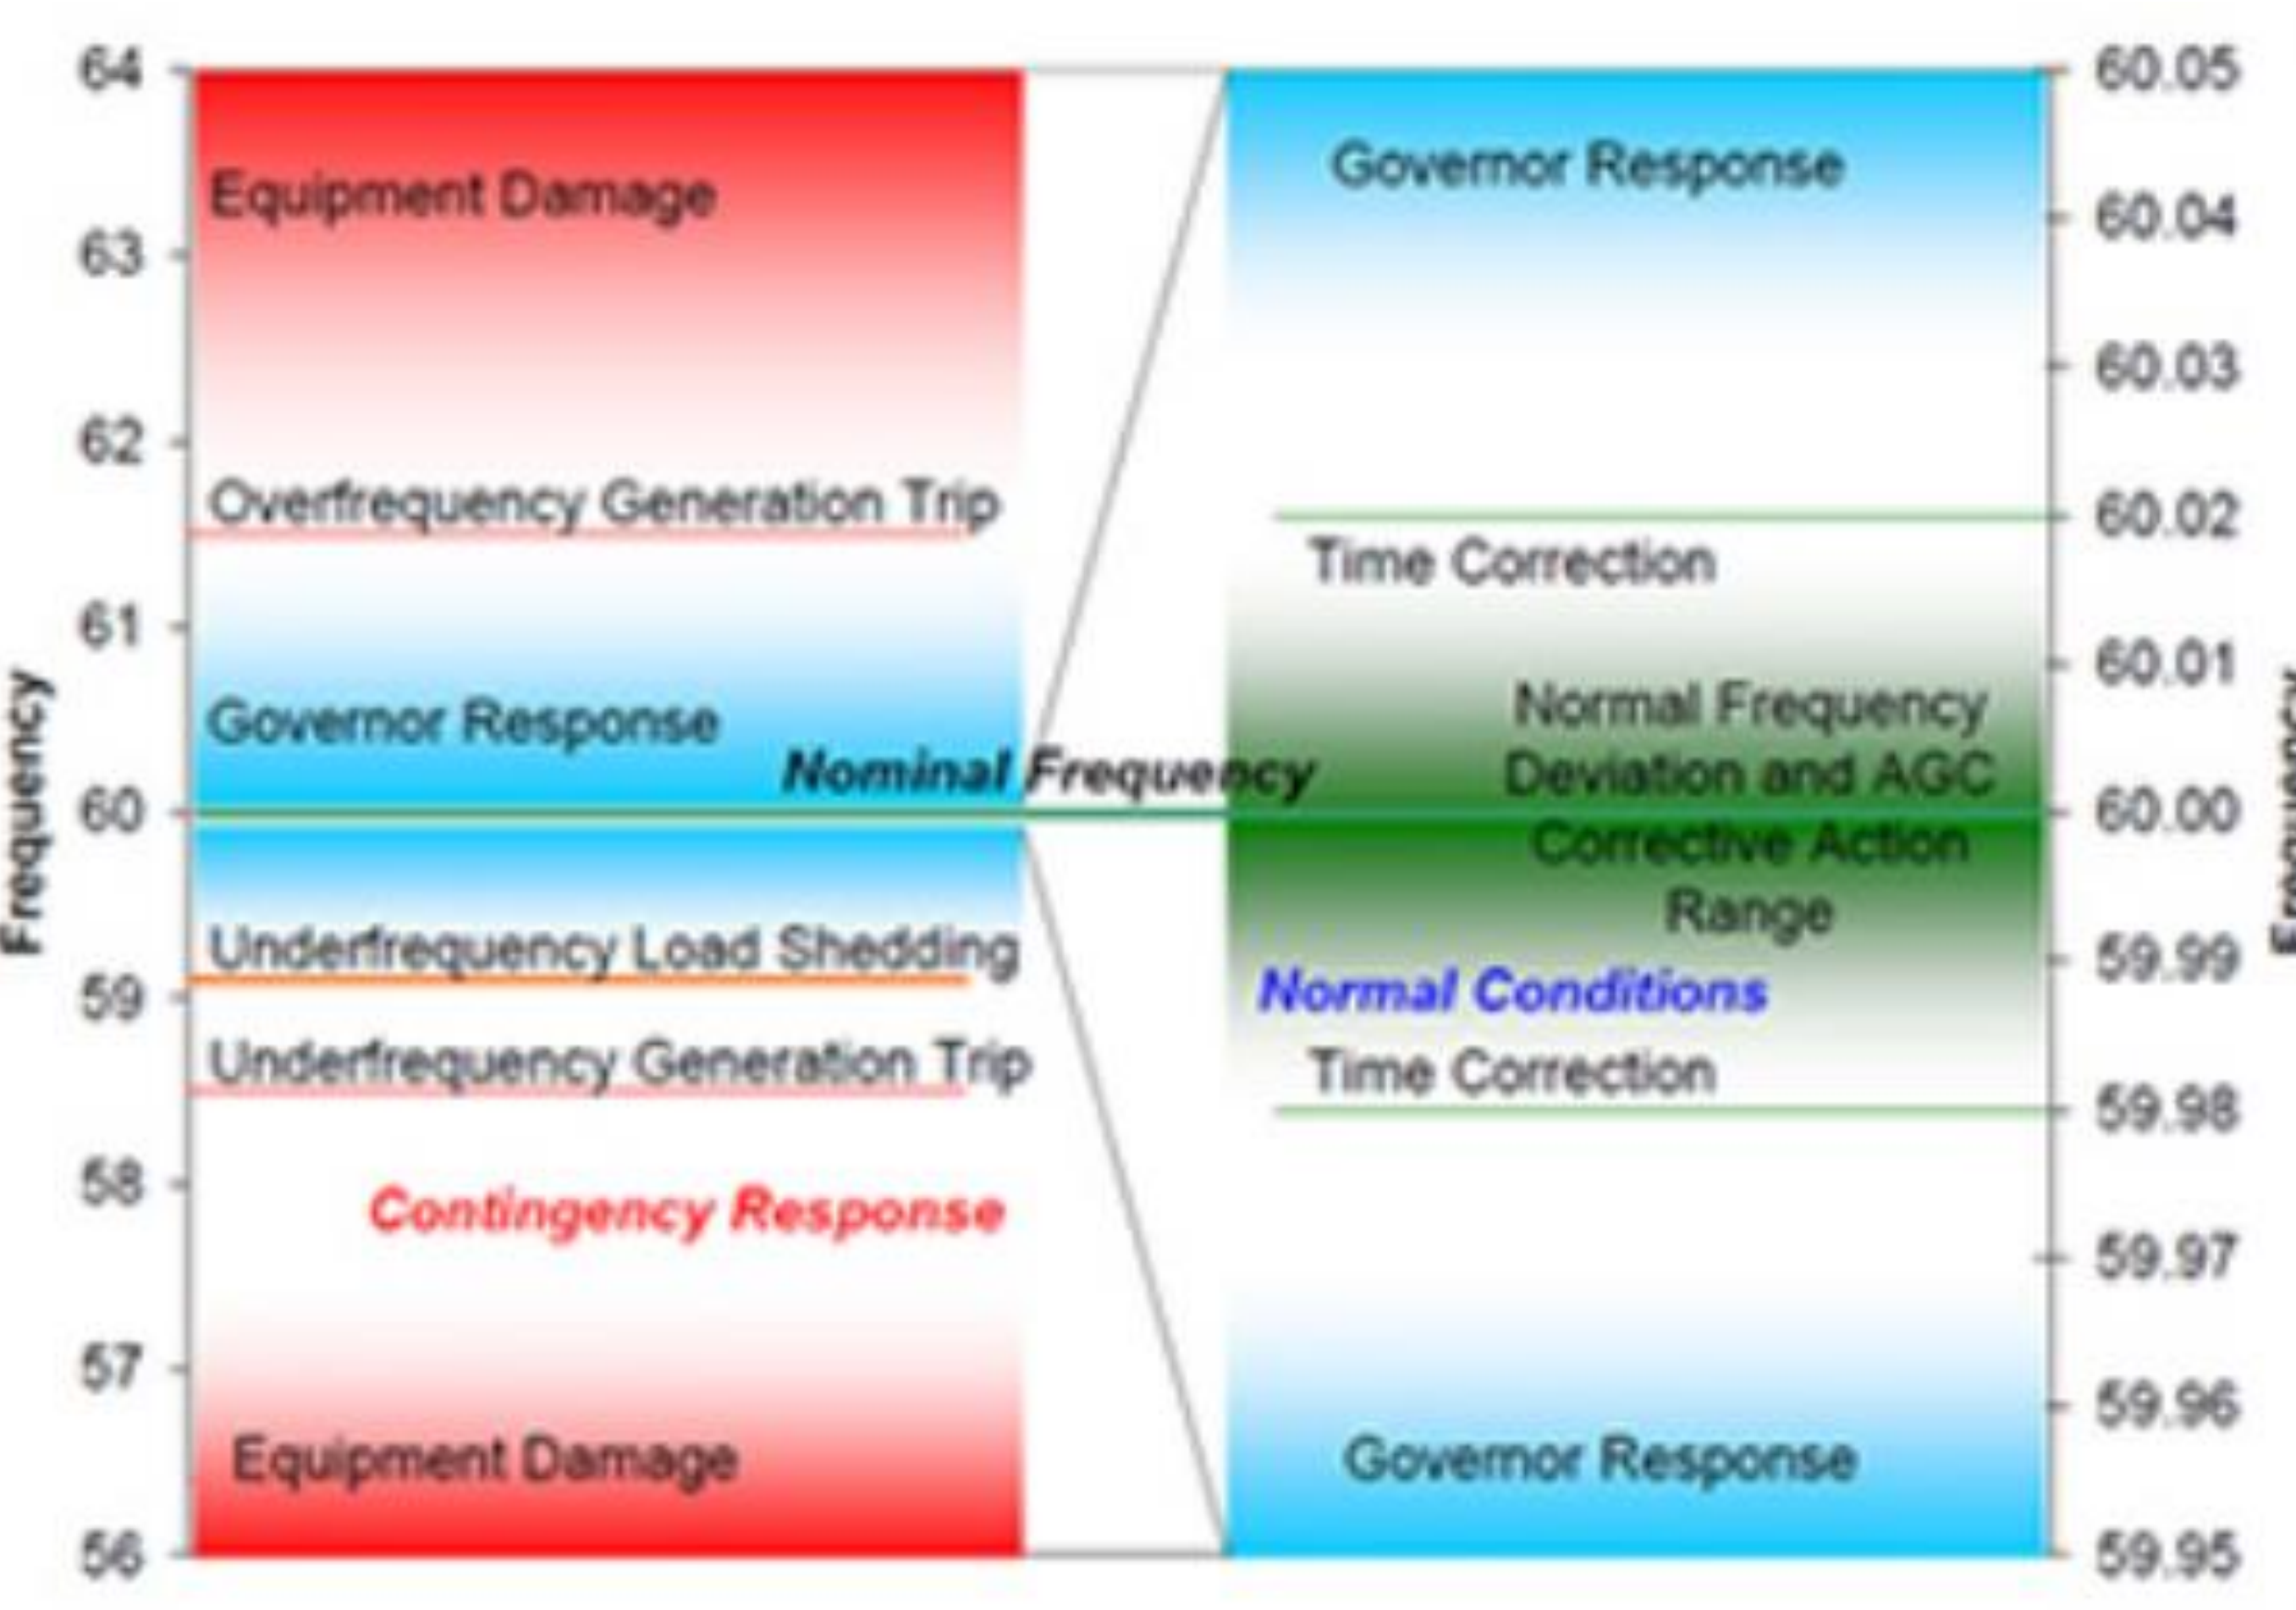 64
63
62
61
60
59
58
57
56
Frequency
Equipment Damage
Overfrequency Generation Trip
Governor Response
Nominal Frequency
Underfrequency Load Shedding
Underfrequency Generation Trip
Contingency Response
Equipment Damage
Governor Response
Time Correction
Normal Frequency
Deviation and AGC
Corrective Action
Range
Normal Conditions
Time Correction
Governor Response
60.05
60.04
60.03
60.02
60.01
60.00
59.99
59.98
59.97
59.96
59.95
Frequency